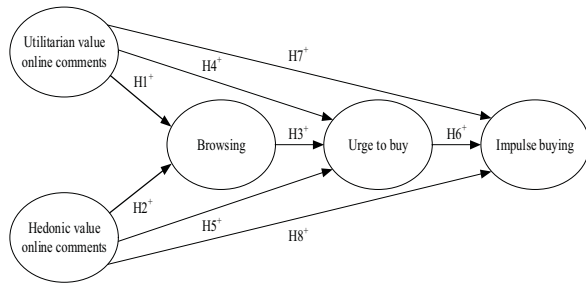 Utilitarian value
online comments
H7⁺
H4⁺
H1⁺
Browsing
H3⁺
Urge to buy
H6⁺
Impulse buying
H2⁺
H5⁺
H8⁺
Hedonic value
online comments